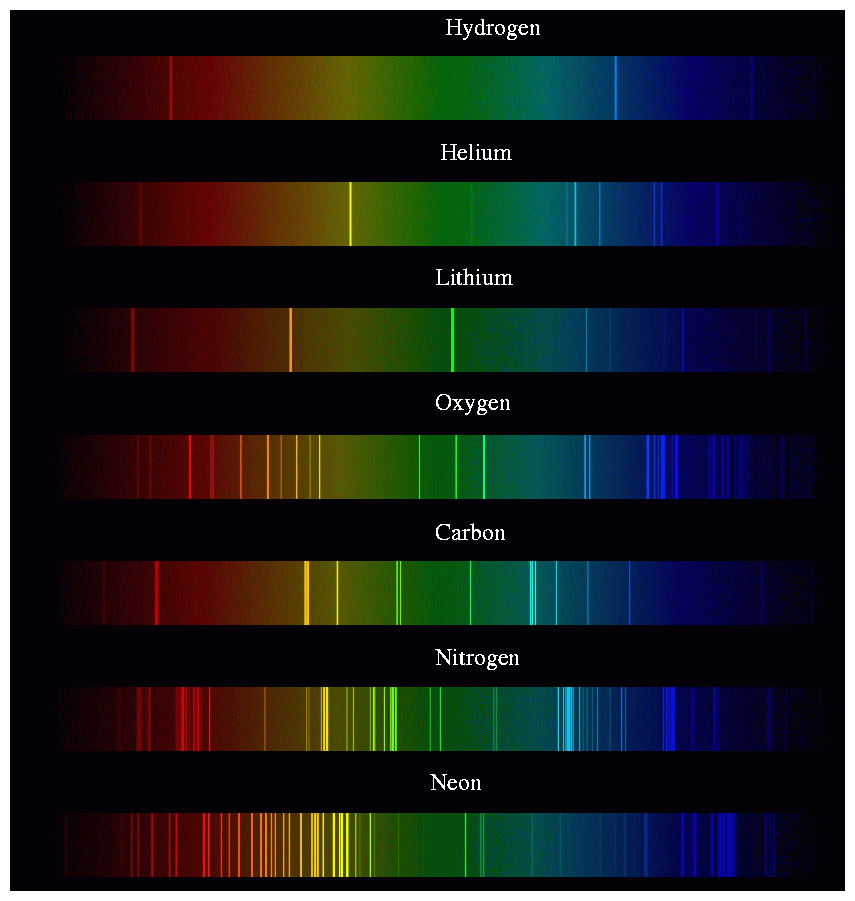 Hydrogen
Helium
Lithium
Oxygen
Carbon
Nitrogen
Neon